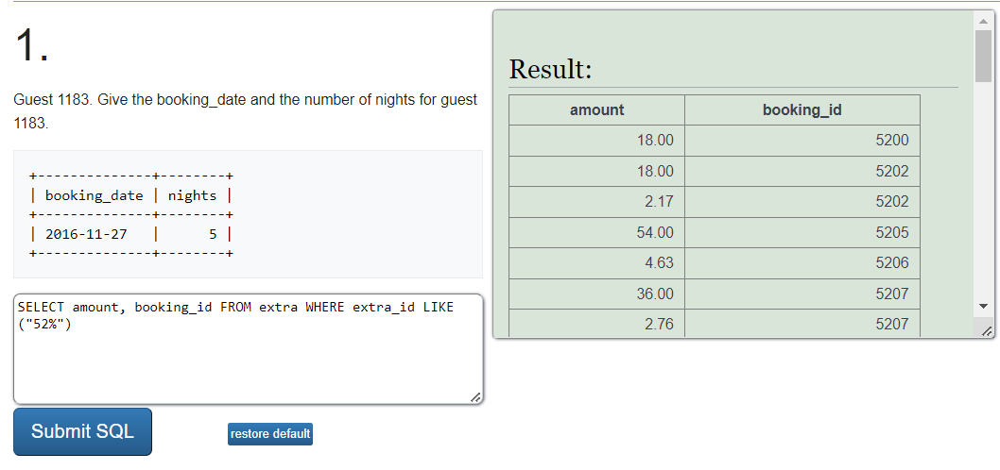 1.
Guest 1183. Give the booking_date and the number of nights for guest
1183.
+--------------+--------+
| booking_date | nights |
+--------------+--------+
| 2016-11-27   |      5 |
+--------------+--------+
SELECT amount, booking_id FROM extra WHERE extra_id LIKE
("52%")
Submit SQL
restore default
Result:
amount booking_id
18.00 5200
18.00 5202
2.17 5202
54.00 5205
4.63 5206
36.00 5207
2.76 5207